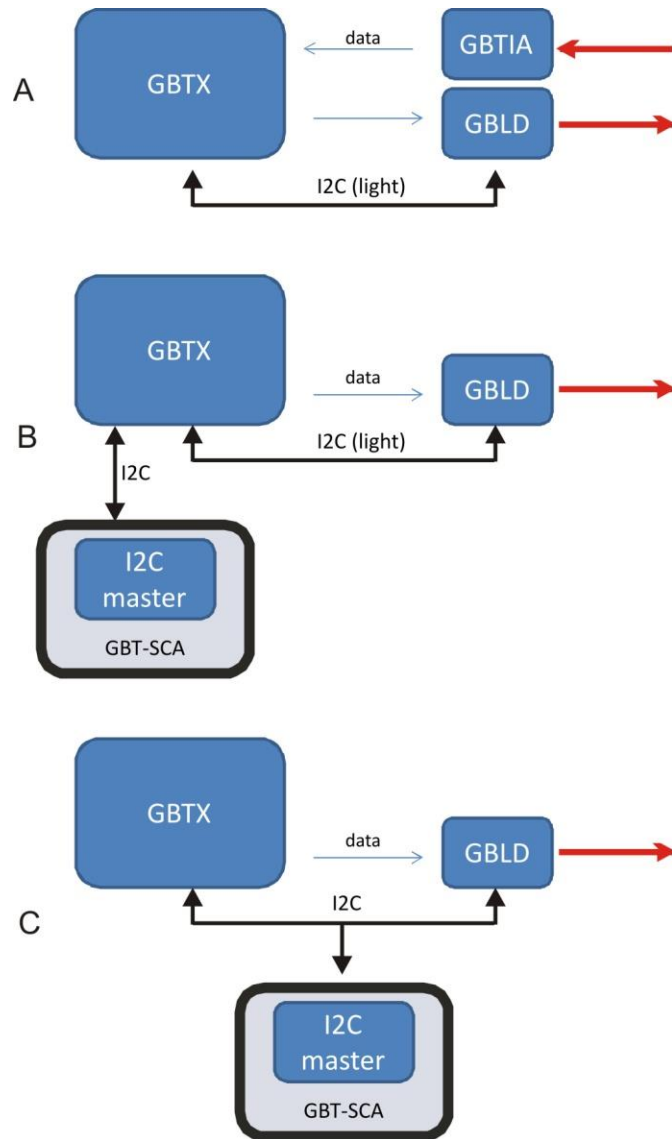 data
GBTIA
A
GBTX
GBLD
I2C (light)
GBTX
data
GBLD
B
I2C (light)
I2C
I2C
master
GBT-SCA
GBTX
data
GBLD
I2C
C
I2C
master
GBT-SCA